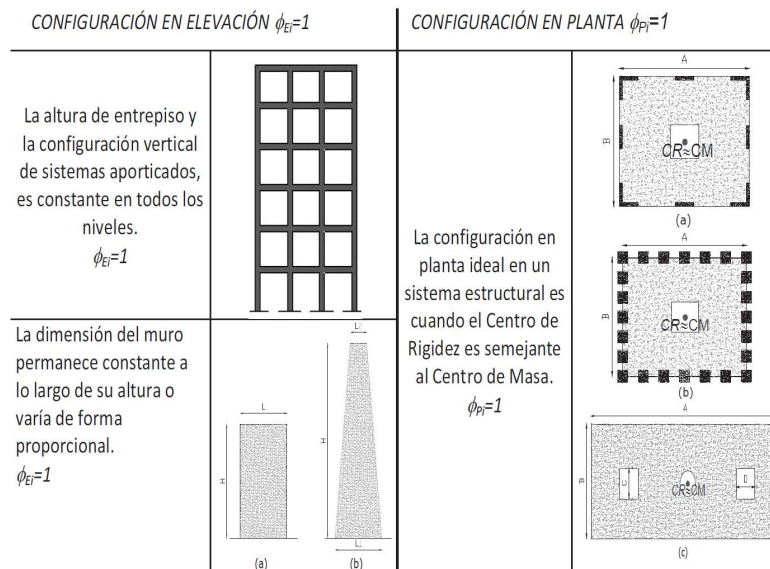 CONFIGURACIÓN EN ELEVACIÓN ϕEi=1
La altura de entrepiso y
la configuración vertical
de sistemas aporticados,
es constante en todos los
niveles.
ϕEi=1
La dimensión del muro
permanece constante a
lo largo de su altura o
varía de forma
proporcional.
ϕEi=1
L
H
(a)
H
(b)
CONFIGURACIÓN EN PLANTA ϕPi=1
La configuración en
planta ideal en un
sistema estructural es
cuando el Centro de
Rigidez es semejante
al Centro de Masa.
ϕPi=1
A
B
CR≈CM
(a)
A
B
CR≈CM
(b)
A
B
CR≈CM
(c)